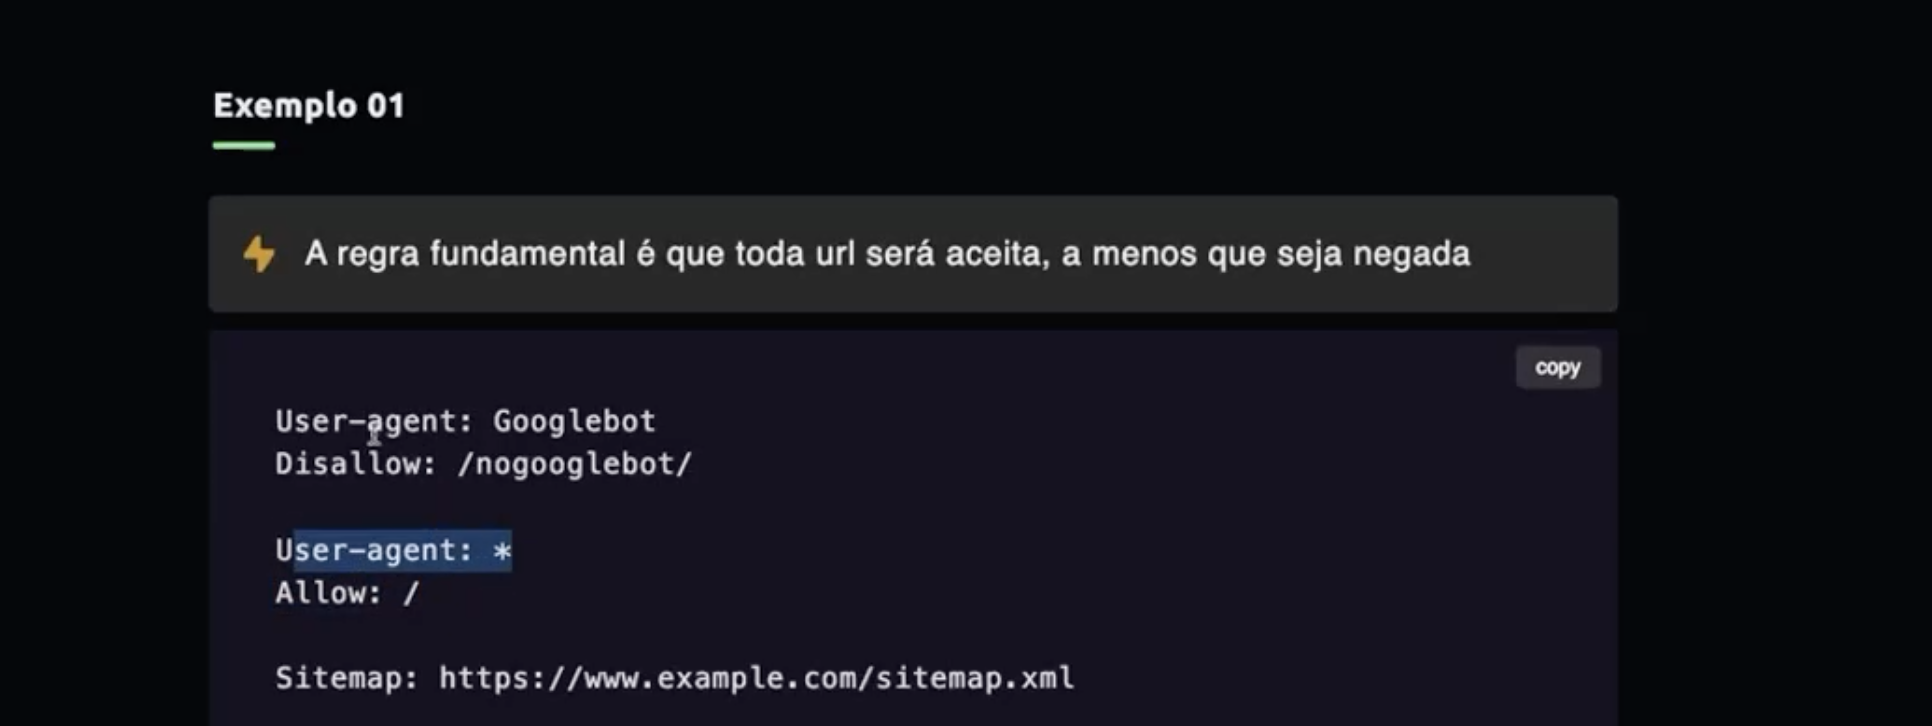 Exemplo 01
A regra fundamental é que toda url será aceita, a menos que seja negada
copy
User-agent: Googlebot
Disallow: /nogooglebot/
User-agent: *
Allow: /
Sitemap: https://www.example.com/sitemap.xml